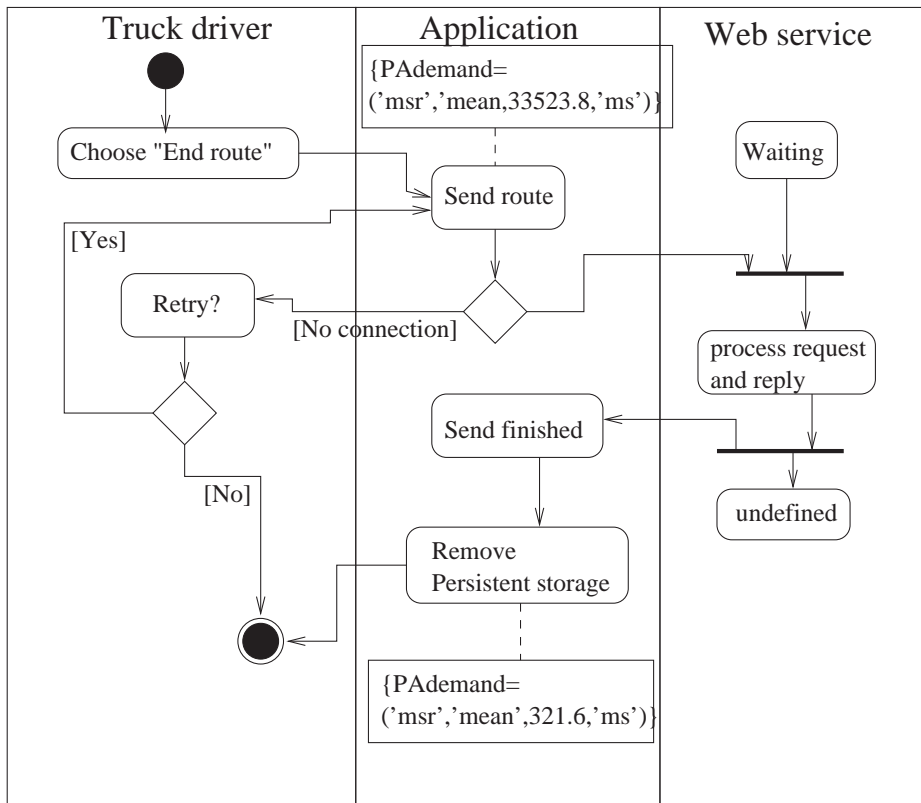 Truck driver
Application
Web service
{PAdemand=
('msr','mean,33523.8,'ms')}
Choose "End route"
Waiting
Send route
[Yes]
Retry?
[No connection]
process request
and reply
Send finished
[No]
undefined
Remove
Persistent storage
{PAdemand=
('msr','mean',321.6,'ms')}